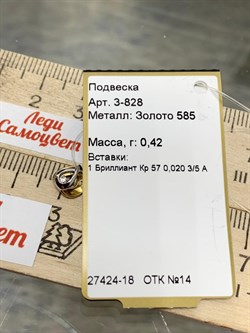 Подвеска
Арт. 3-828
Металл: Золото 585
Масса, г: 0,42
Вставки:
1 Бриллиант Кр 57 0,020 3/5 А
27424-18 ОТК №14
Леди
Самоцвет
цвет